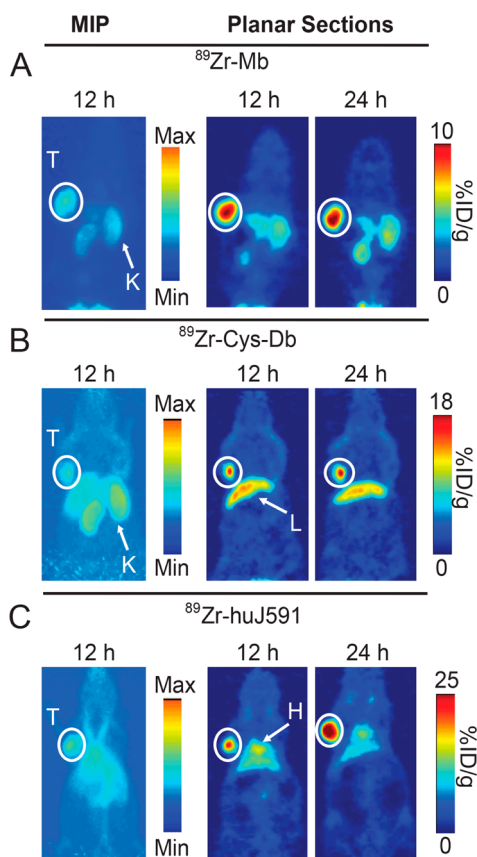 MIP Planar Sections
A ⁸⁹Zr-Mb
12 h 12 h 24 h
T Max 10
%ID/g
K Min 0
B ⁸⁹Zr-Cys-Db
12 h 12 h 24 h
T Max 18
%ID/g
K Min L 0
C ⁸⁹Zr-huJ591
12 h 12 h 24 h
T Max H 25
%ID/g
Min 0